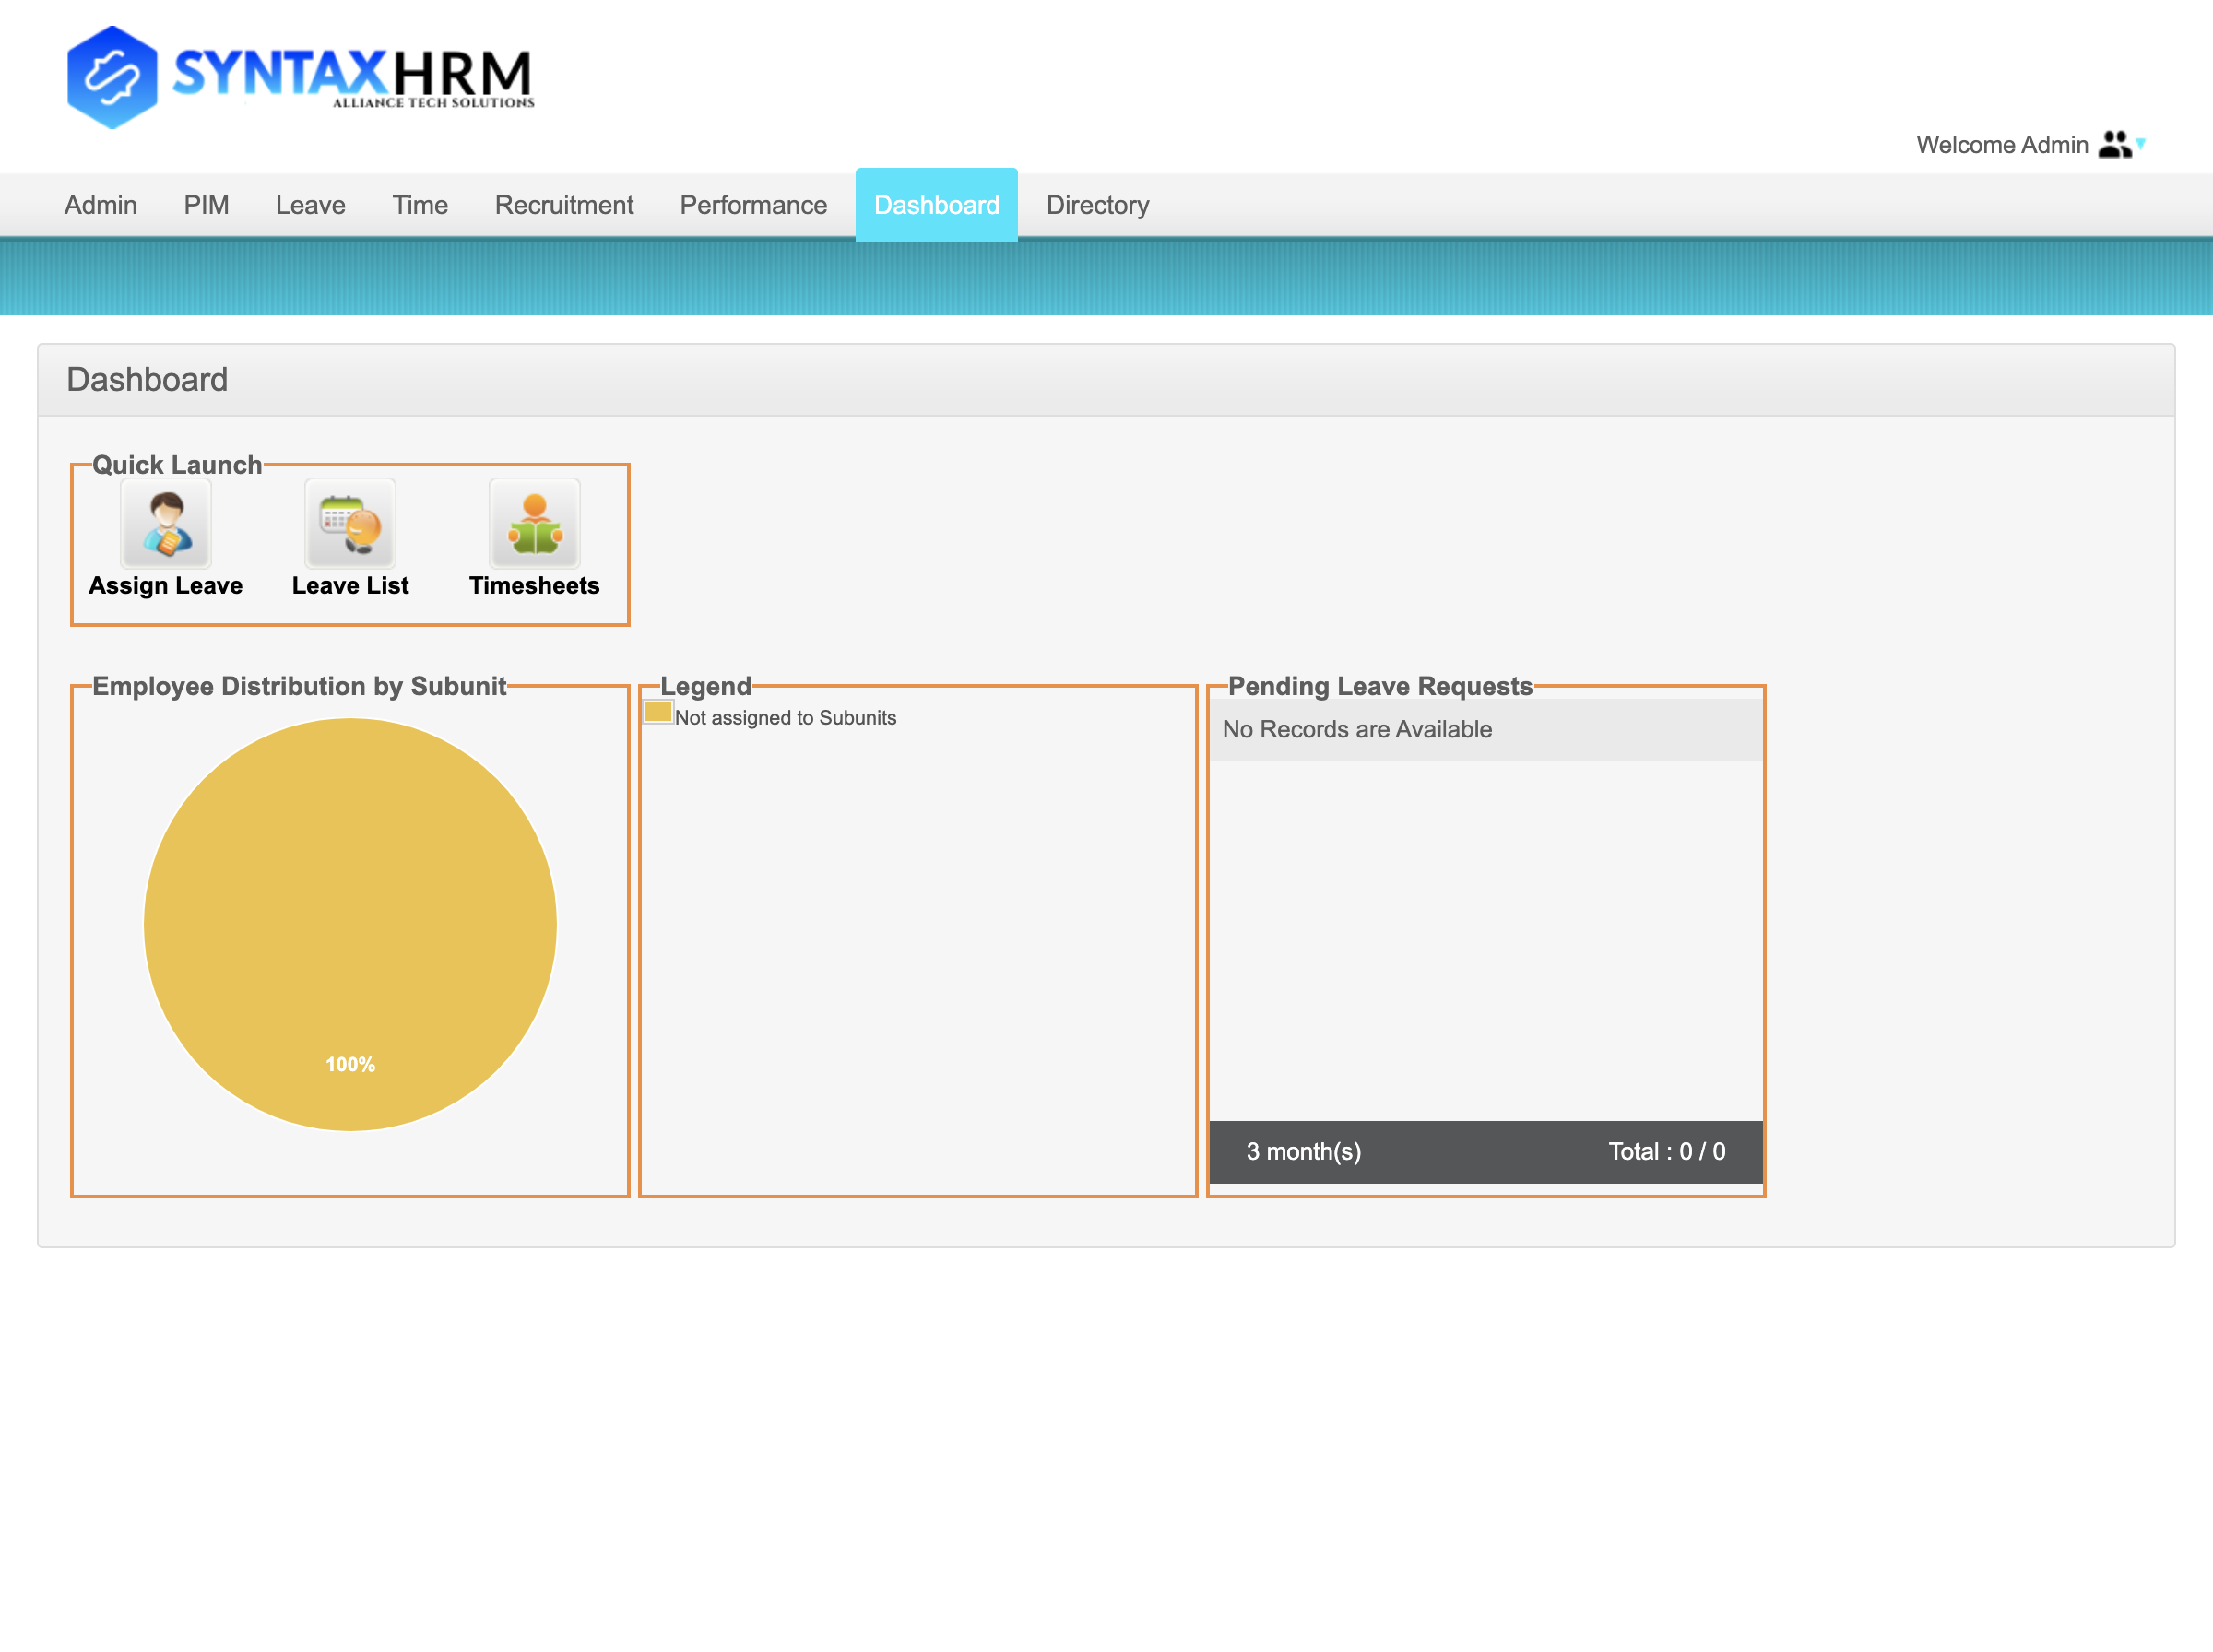 SYNTAXHRM
ALLIANCE TECH SOLUTIONS
Welcome Admin
Admin PIM Leave Time Recruitment Performance Dashboard Directory
Dashboard
Quick Launch
Assign Leave Leave List Timesheets
Employee Distribution by Subunit
100%
Legend
Not assigned to Subunits
Pending Leave Requests
No Records are Available
3 month(s) Total : 0 / 0